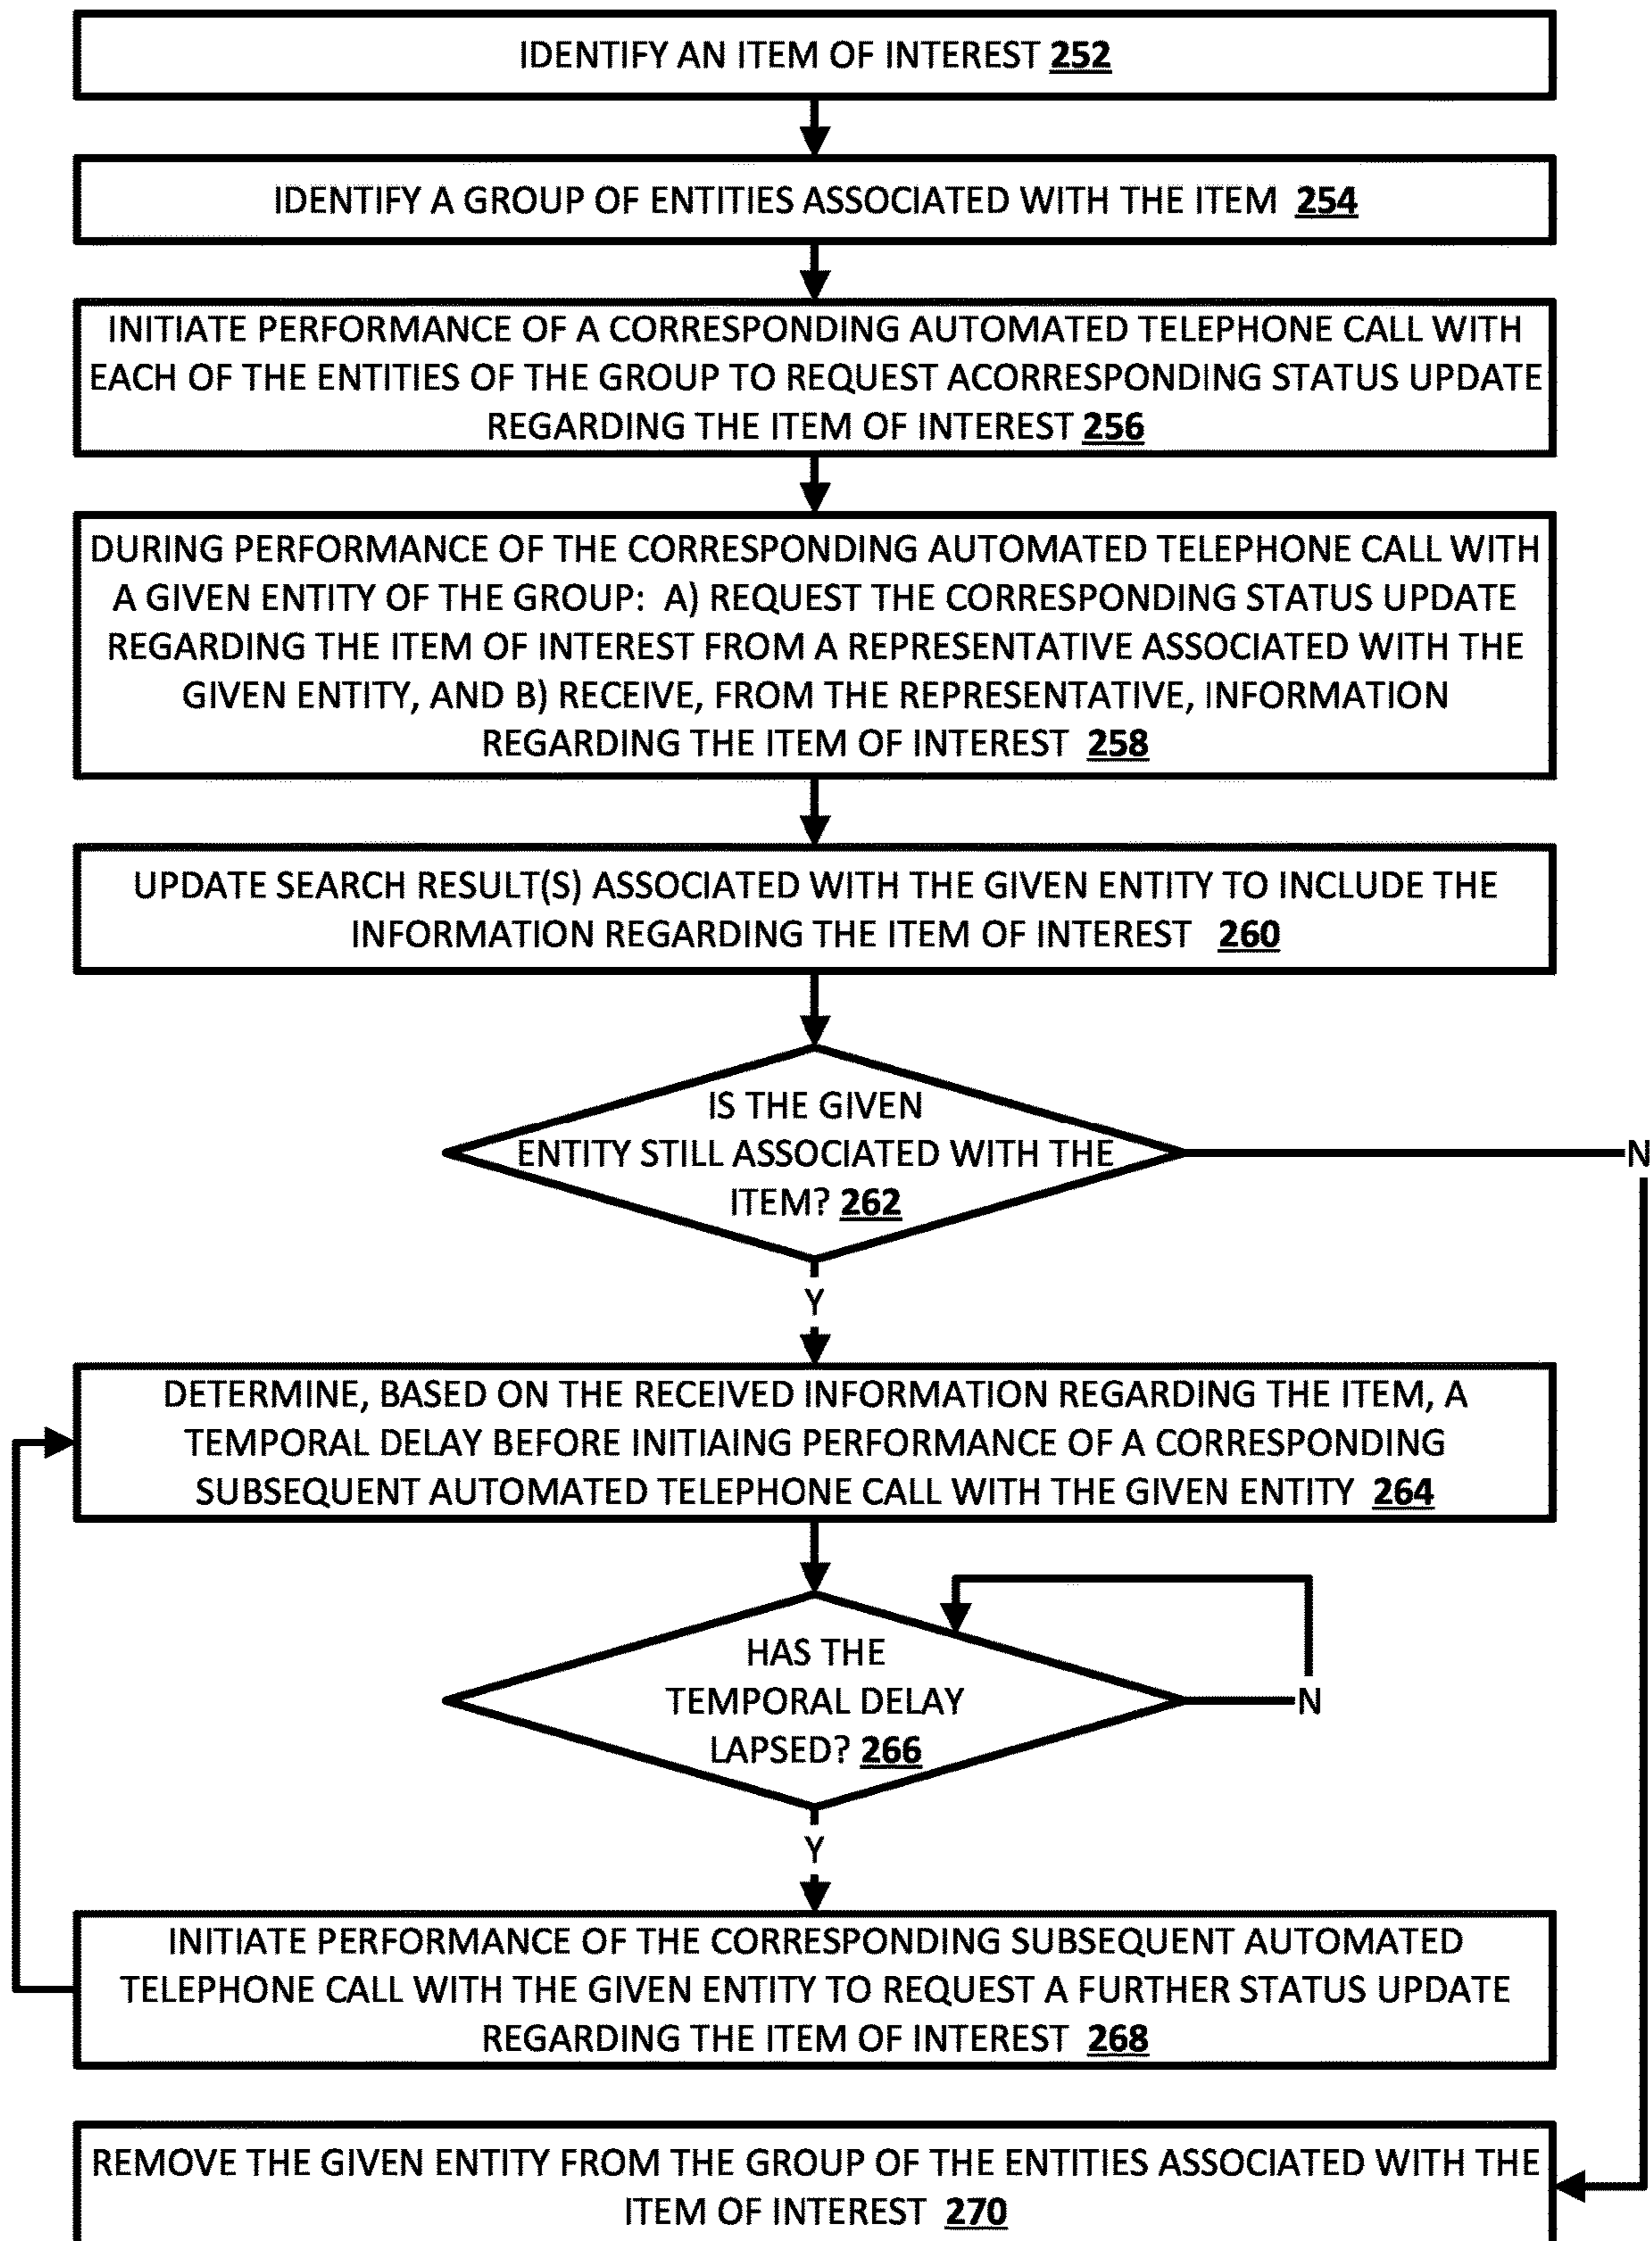 IDENTIFY AN ITEM OF INTEREST 252
IDENTIFY A GROUP OF ENTITIES ASSOCIATED WITH THE ITEM 254
INITIATE PERFORMANCE OF A CORRESPONDING AUTOMATED TELEPHONE CALL WITH
EACH OF THE ENTITIES OF THE GROUP TO REQUEST ACORRESPONDING STATUS UPDATE
REGARDING THE ITEM OF INTEREST 256
DURING PERFORMANCE OF THE CORRESPONDING AUTOMATED TELEPHONE CALL WITH
A GIVEN ENTITY OF THE GROUP: A) REQUEST THE CORRESPONDING STATUS UPDATE
REGARDING THE ITEM OF INTEREST FROM A REPRESENTATIVE ASSOCIATED WITH THE
GIVEN ENTITY, AND B) RECEIVE, FROM THE REPRESENTATIVE, INFORMATION
REGARDING THE ITEM OF INTEREST 258
UPDATE SEARCH RESULT(S) ASSOCIATED WITH THE GIVEN ENTITY TO INCLUDE THE
INFORMATION REGARDING THE ITEM OF INTEREST 260
IS THE GIVEN
ENTITY STILL ASSOCIATED WITH THE
ITEM? 262
N
Y
DETERMINE, BASED ON THE RECEIVED INFORMATION REGARDING THE ITEM, A
TEMPORAL DELAY BEFORE INITIAING PERFORMANCE OF A CORRESPONDING
SUBSEQUENT AUTOMATED TELEPHONE CALL WITH THE GIVEN ENTITY 264
HAS THE
TEMPORAL DELAY
LAPSED? 266
N
Y
INITIATE PERFORMANCE OF THE CORRESPONDING SUBSEQUENT AUTOMATED
TELEPHONE CALL WITH THE GIVEN ENTITY TO REQUEST A FURTHER STATUS UPDATE
REGARDING THE ITEM OF INTEREST 268
REMOVE THE GIVEN ENTITY FROM THE GROUP OF THE ENTITIES ASSOCIATED WITH THE
ITEM OF INTEREST 270